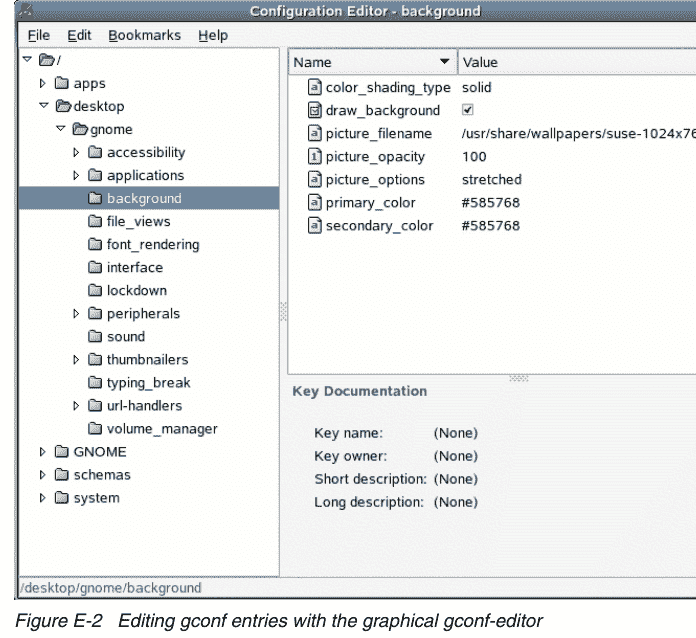 Configuration Editor - background
File Edit Bookmarks Help
/
apps
desktop
gnome
accessibility
applications
background
file_views
font_rendering
interface
lockdown
peripherals
sound
thumbnailers
typing_break
url-handlers
volume_manager
GNOME
schemas
system
Name Value
color_shading_type solid
draw_background
picture_filename /usr/share/wallpapers/suse-1024x76
picture_opacity 100
picture_options stretched
primary_color #585768
secondary_color #585768
Key Documentation
Key name: (None)
Key owner: (None)
Short description: (None)
Long description: (None)
/desktop/gnome/background
Figure E-2 Editing gconf entries with the graphical gconf-editor